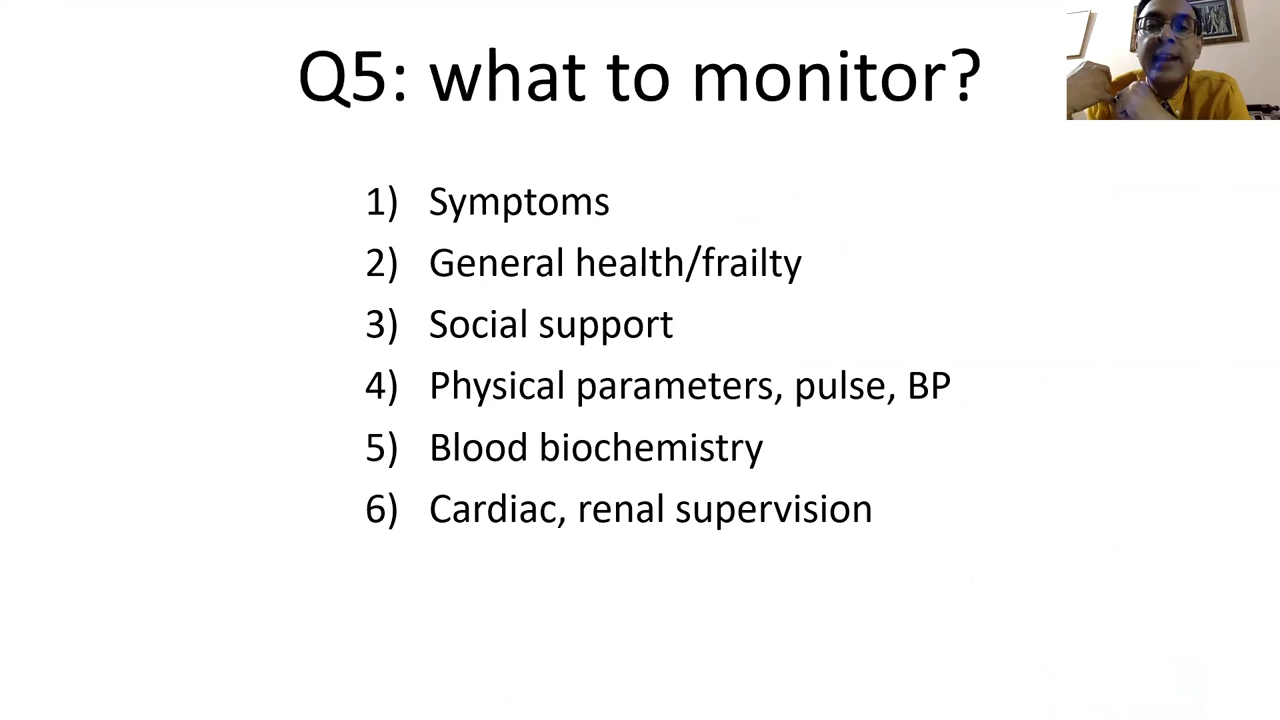 Q5: what to monitor?
1) Symptoms
2) General health/frailty
3) Social support
4) Physical parameters, pulse, BP
5) Blood biochemistry
6) Cardiac, renal supervision